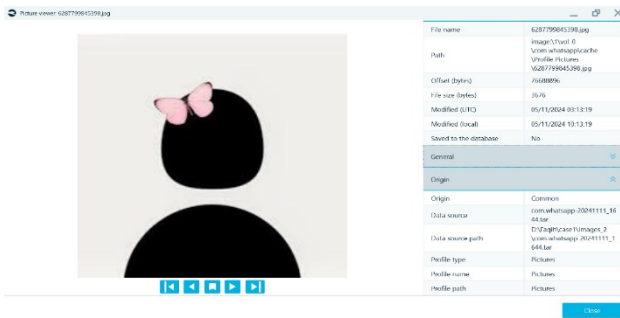 Picture viewer: 6287799845398.jpg
File name 6287799845398.jpg
Path image:\1\vol_0
\com.whatsapp\cache
\Profile Pictures
\6287799845398.jpg
Offset (bytes) 76688896
File size (bytes) 3676
Modified (UTC) 05/11/2024 03:13:19
Modified (local) 05/11/2024 10:13:19
Saved to the database No
General
Origin
Origin Common
Data source com.whatsapp-20241111_16
44.tar
Data source path D:\Faqih\case1\images_2
\com.whatsapp-20241111_1
644.tar
Profile type Pictures
Profile name Pictures
Profile path Pictures
Close